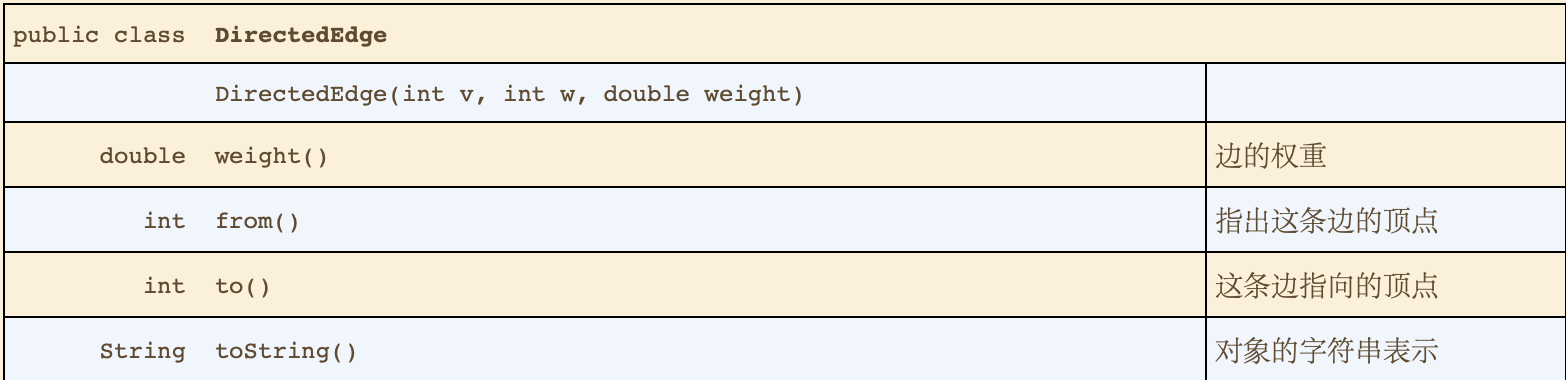 public class DirectedEdge
DirectedEdge(int v, int w, double weight)
double weight() 边的权重
int from() 指出这条边的顶点
int to() 这条边指向的顶点
String toString() 对象的字符串表示